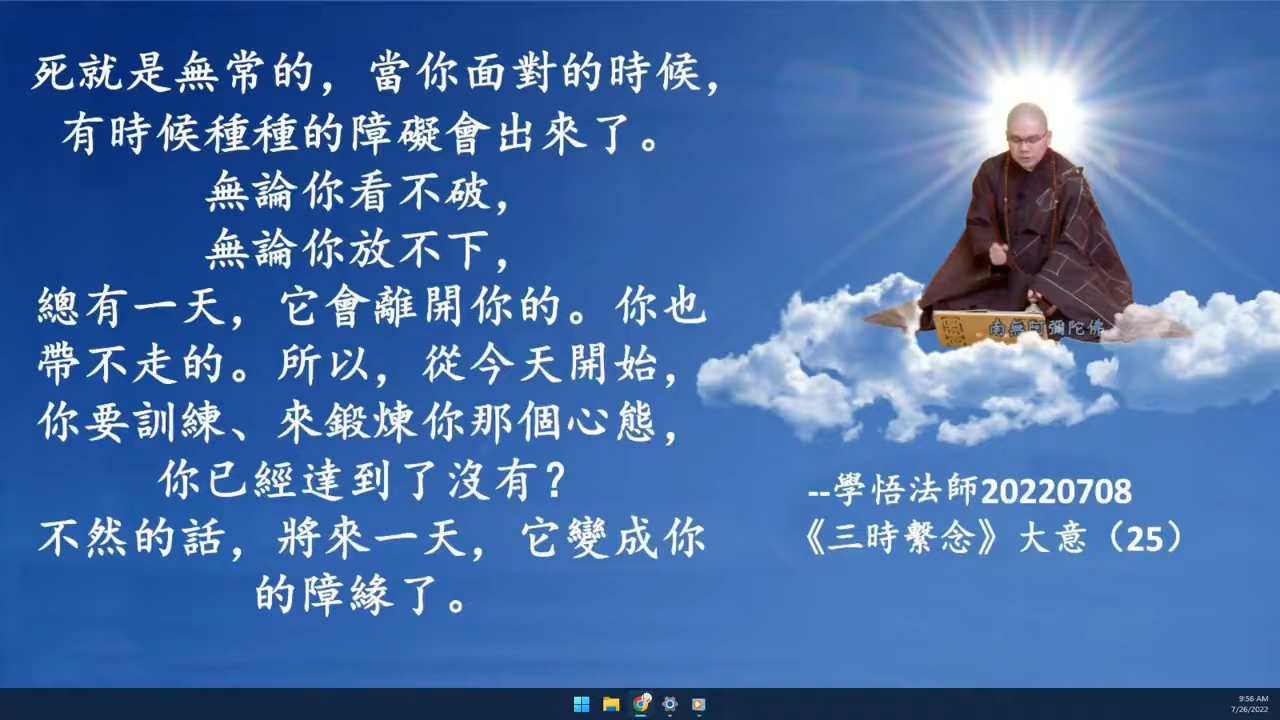 死就是無常的，當你面對的時候，
有時候種種的障礙會出來了。
無論你看不破，
無論你放不下，
總有一天，它會離開你的。你也
帶不走的。所以，從今天開始，
你要訓練、來鍛煉你那個心態，
你已經達到了沒有？
不然的話，將來一天，它變成你
的障緣了。
南無阿彌陀佛
--學悟法師20220708
《三時繫念》大意（25）
9:56 AM
7/26/2022